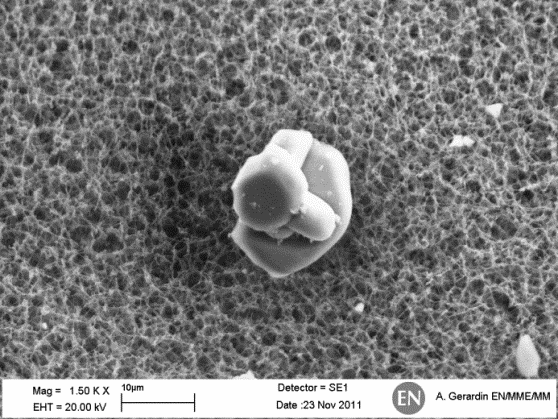 Mag = 1.50 K X
EHT = 20.00 kV
10µm
Detector = SE1
Date :23 Nov 2011
EN
A. Gerardin EN/MME/MM